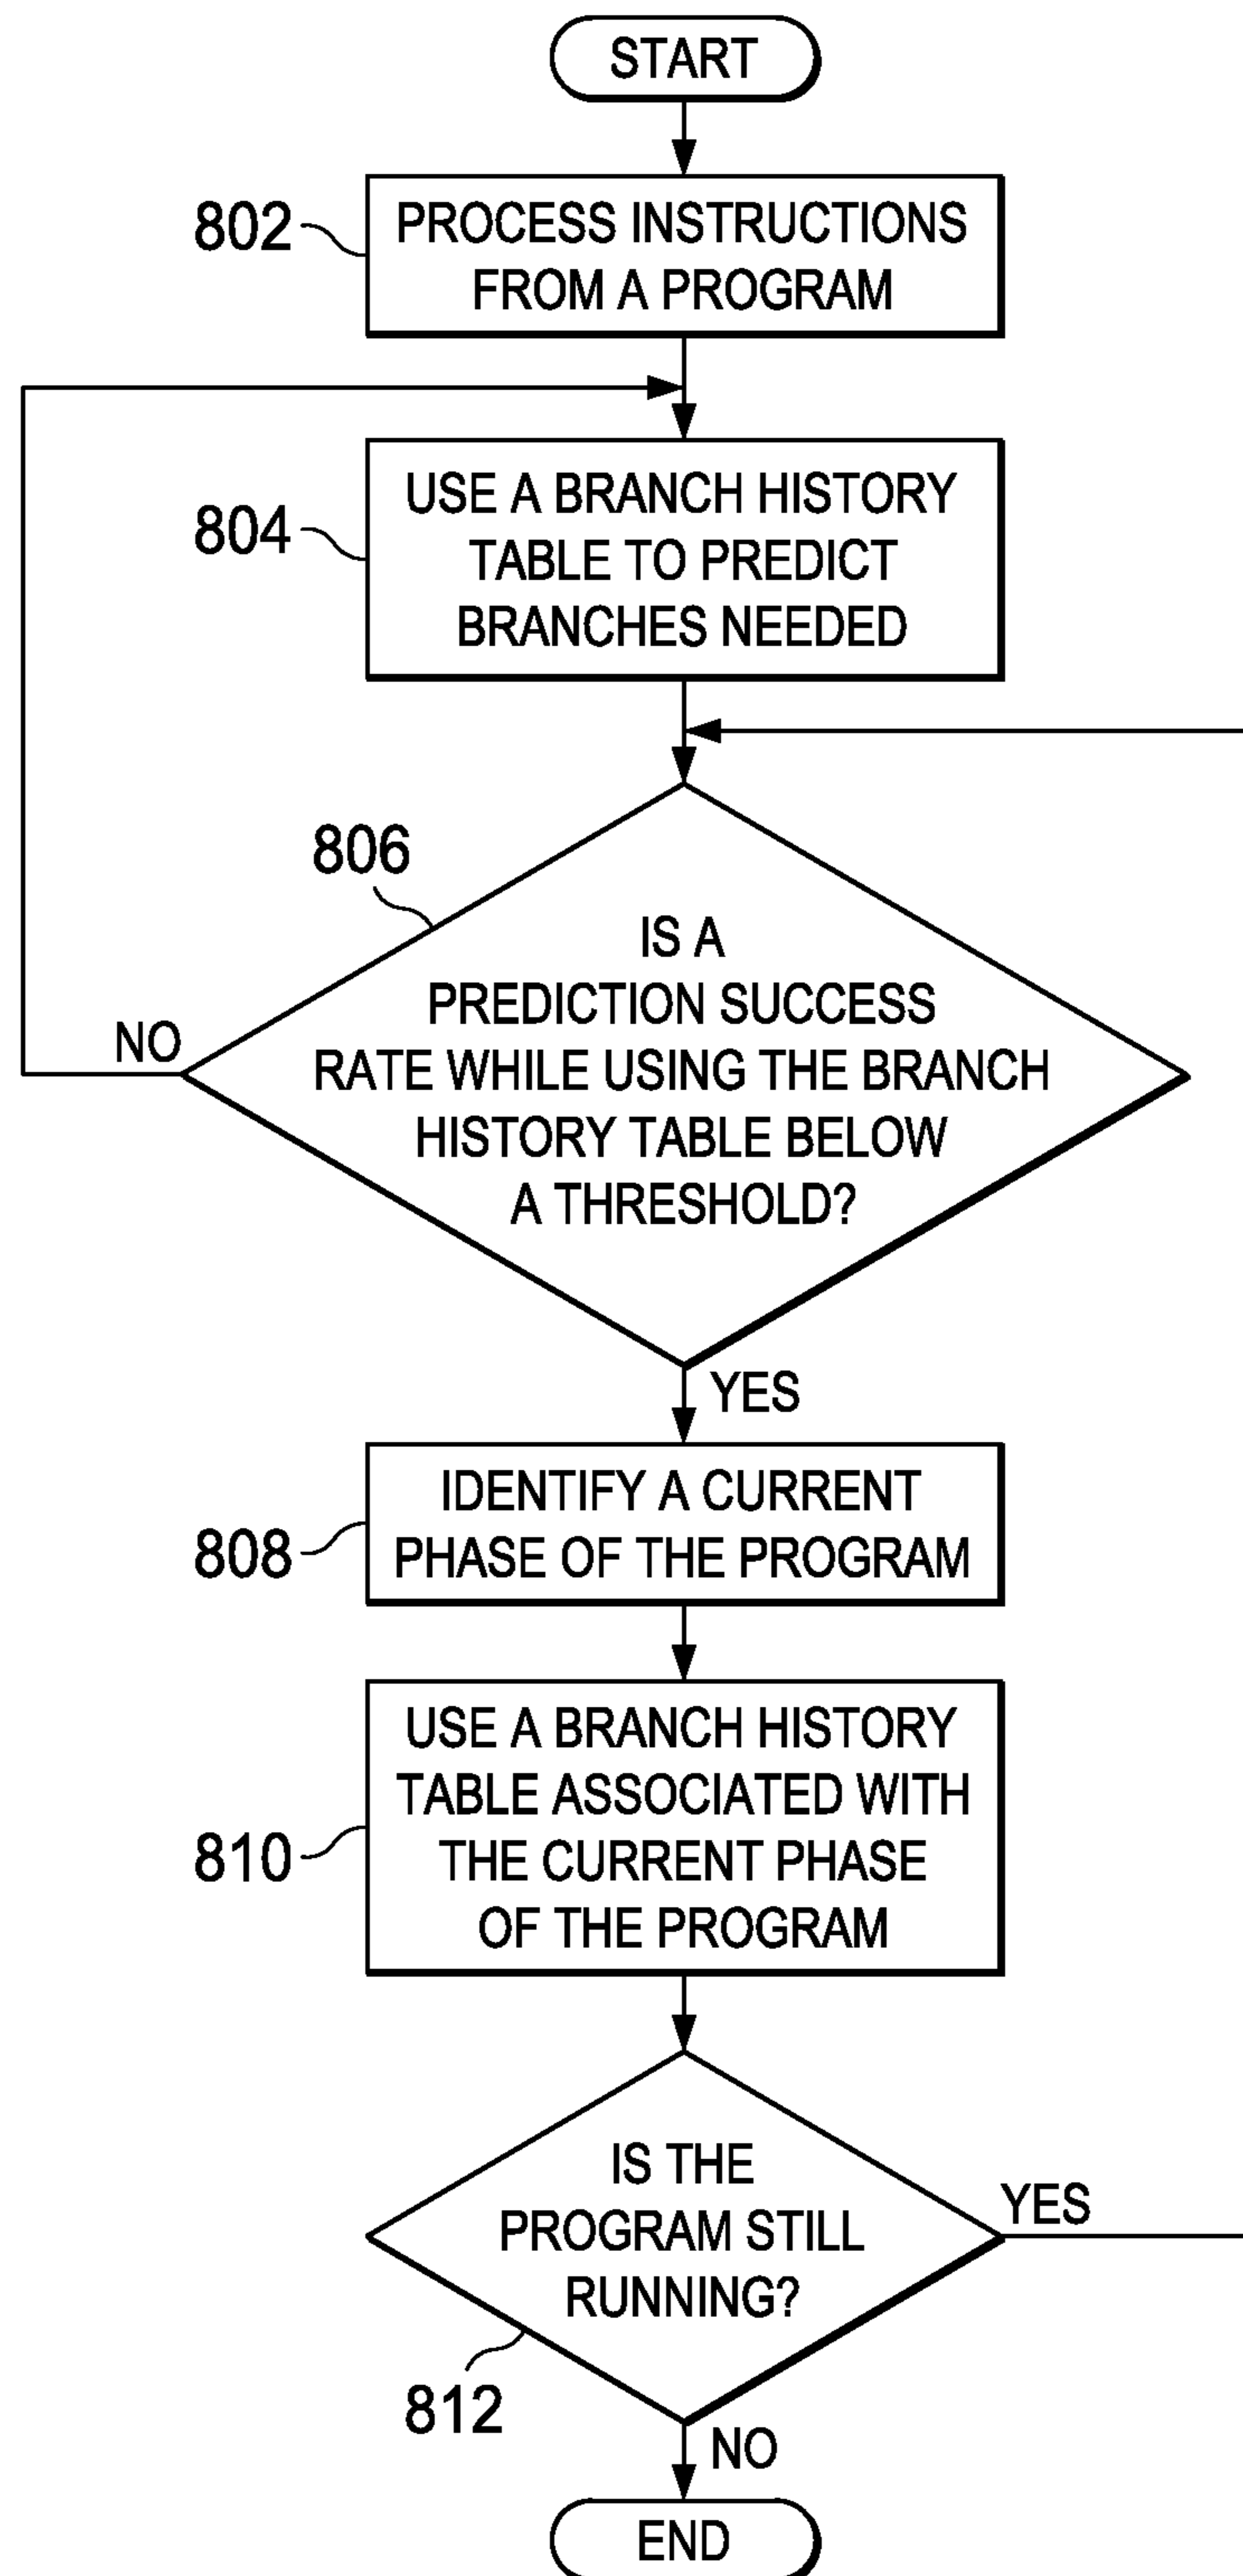 START
802
PROCESS INSTRUCTIONS
FROM A PROGRAM
804
USE A BRANCH HISTORY
TABLE TO PREDICT
BRANCHES NEEDED
806
IS A
PREDICTION SUCCESS
RATE WHILE USING THE BRANCH
HISTORY TABLE BELOW
A THRESHOLD?
NO
YES
808
IDENTIFY A CURRENT
PHASE OF THE PROGRAM
810
USE A BRANCH HISTORY
TABLE ASSOCIATED WITH
THE CURRENT PHASE
OF THE PROGRAM
IS THE
PROGRAM STILL
RUNNING?
YES
812
NO
END